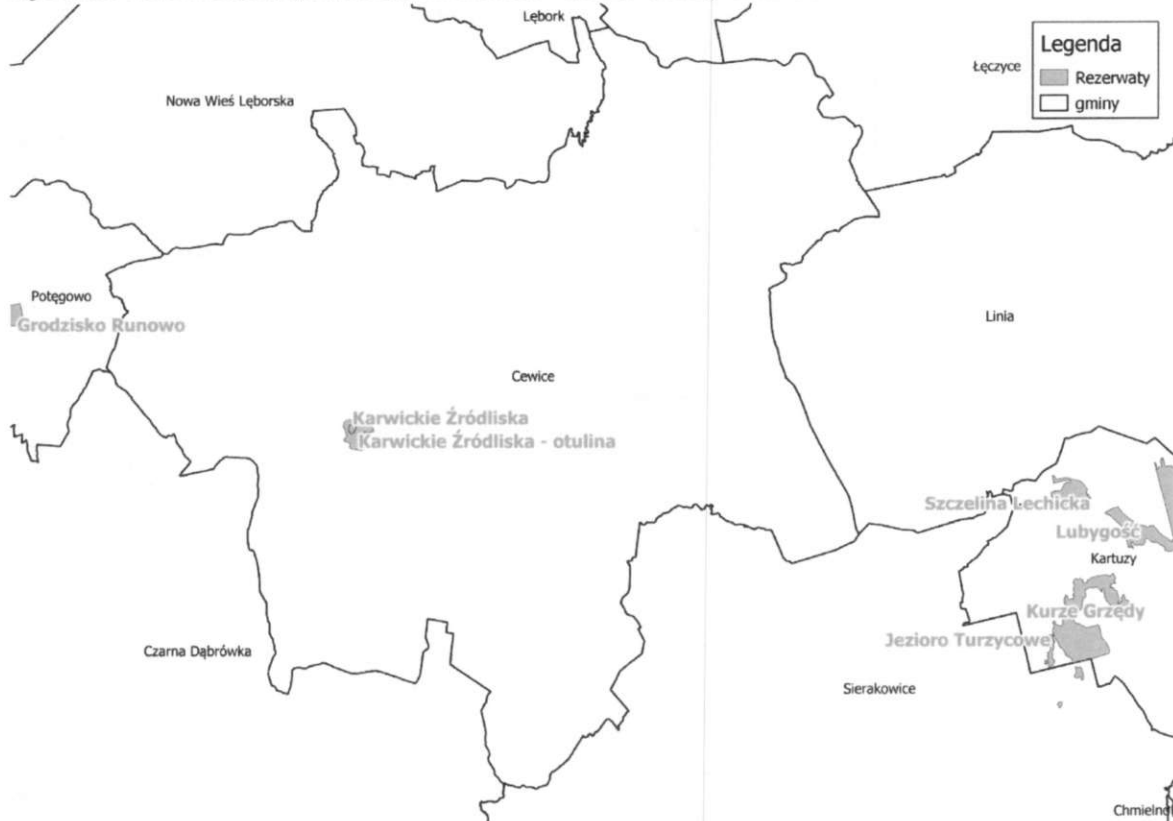 Lębork
Legenda
Rezerwaty
gminy
Łęczyce
Nowa Wieś Lęborska
Potęgowo
Grodzisko Runowo
Linia
Cewice
Karwickie Źródliska
Karwickie Źródliska - otulina
Szczelina Lechicka
Lubygość
Kartuzy
Kurze Grzędy
Jezioro Turzycowe
Czarna Dąbrówka
Sierakowice